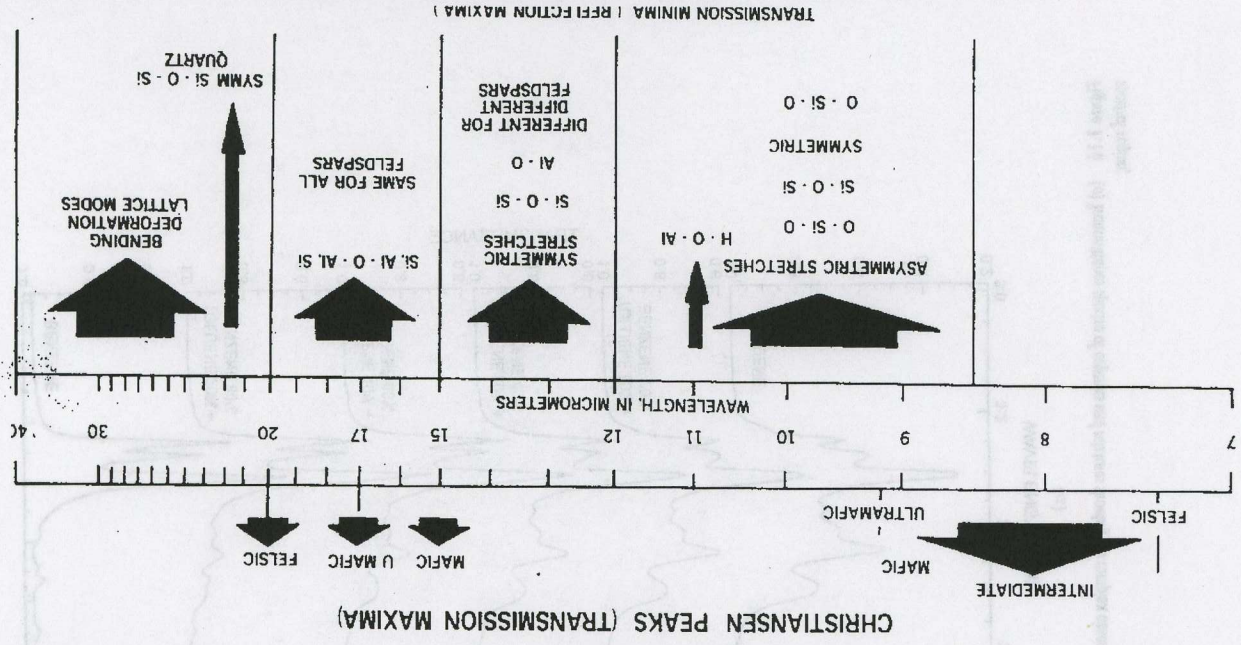 CHRISTIANSEN PEAKS (TRANSMISSION MAXIMA)
INTERMEDIATE
FELSIC
MAFIC
ULTRAMAFIC
MAFIC U MAFIC FELSIC
7 8 9 10 11 12 15 17 20 30 40
WAVELENGTH, IN MICROMETERS
ASYMMETRIC STRETCHES
O - Si - O
Si - O - Si
SYMMETRIC
O - Si - O
H - O - Al
SYMMETRIC
STRETCHES
Si - O - Si
Al - O
DIFFERENT FOR
DIFFERENT
FELDSPARS
Si, Al - O - Al, Si
SAME FOR ALL
FELDSPARS
BENDING
DEFORMATION
LATTICE MODES
SYMM Si - O - Si
QUARTZ
TRANSMISSION MINIMA ( REFLECTION MAXIMA )